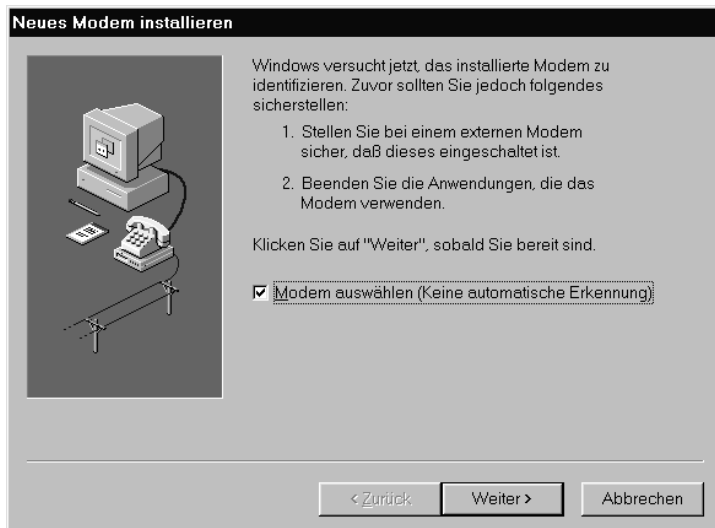 Neues Modem installieren
Windows versucht jetzt, das installierte Modem zu
identifizieren. Zuvor sollten Sie jedoch folgendes
sicherstellen:
1. Stellen Sie bei einem externen Modem
sicher, daß dieses eingeschaltet ist.
2. Beenden Sie die Anwendungen, die das
Modem verwenden.
Klicken Sie auf "Weiter", sobald Sie bereit sind.
Modem auswählen (Keine automatische Erkennung)
< Zurück
Weiter >
Abbrechen